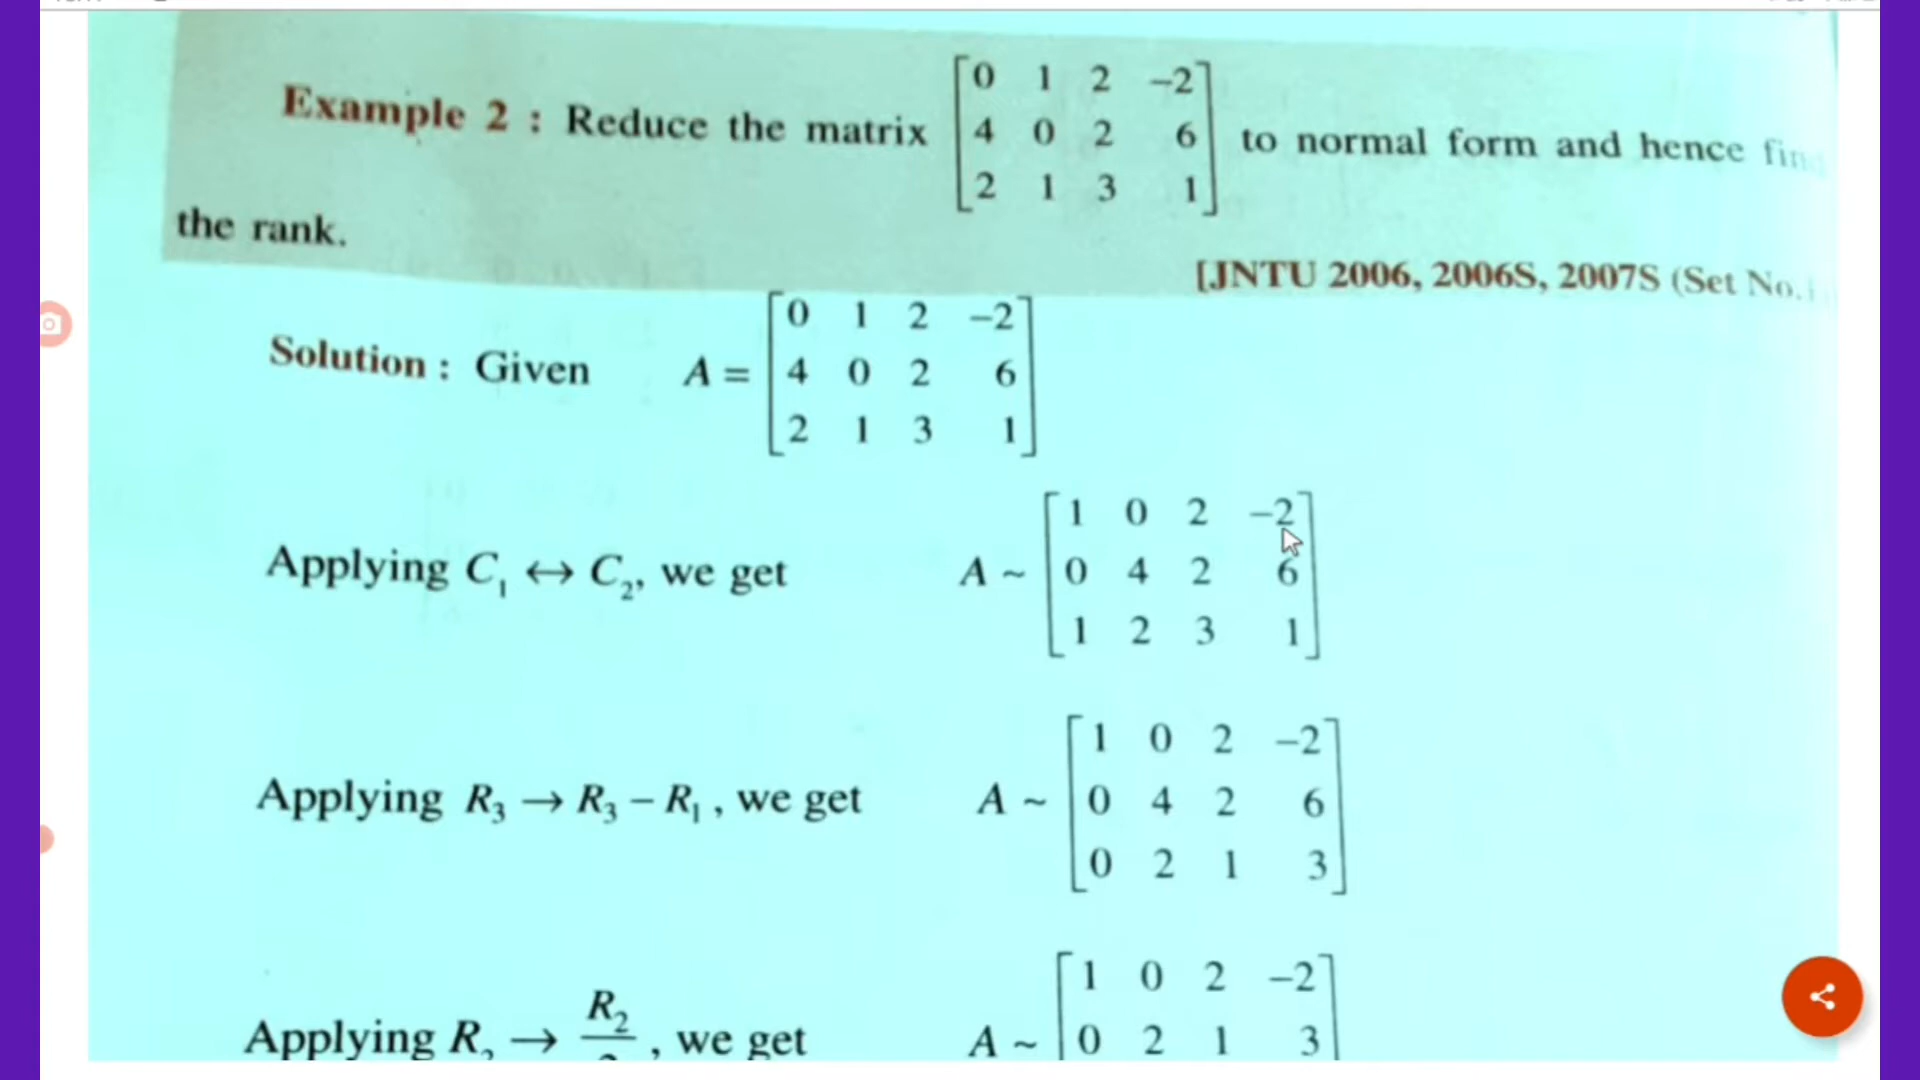 Example 2 : Reduce the matrix [0 1 2 −2
4 0 2 6
2 1 3 1] to normal form and hence
the rank.
[JNTU 2006, 2006S, 2007S (Set No.
Solution : Given A = [0 1 2 −2
4 0 2 6
2 1 3 1]
Applying C₁ ↔ C₂, we get A ~ [1 0 2 −2
0 4 2 6
1 2 3 1]
Applying R₃ → R₃ − R₁ , we get A ~ [1 0 2 −2
0 4 2 6
0 2 1 3]
Applying R₂ → R₂/2 , we get A ~ [1 0 2 −2
0 2 1 3